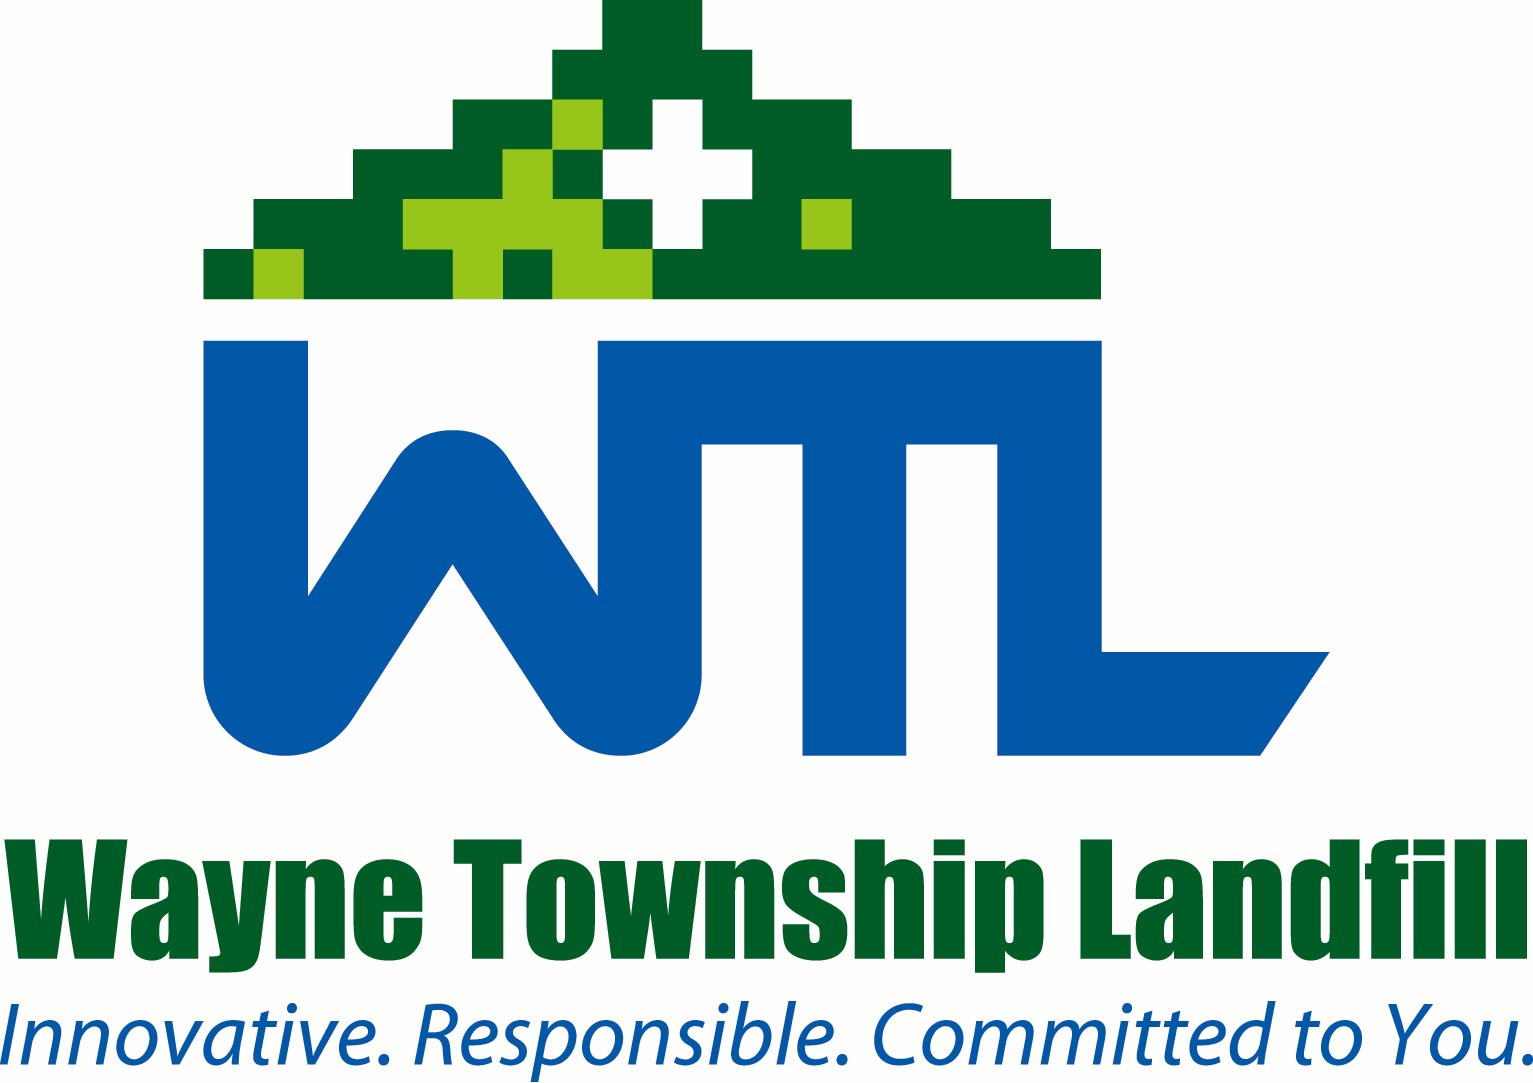 WTL
Wayne Township Landfill
Innovative. Responsible. Committed to You.